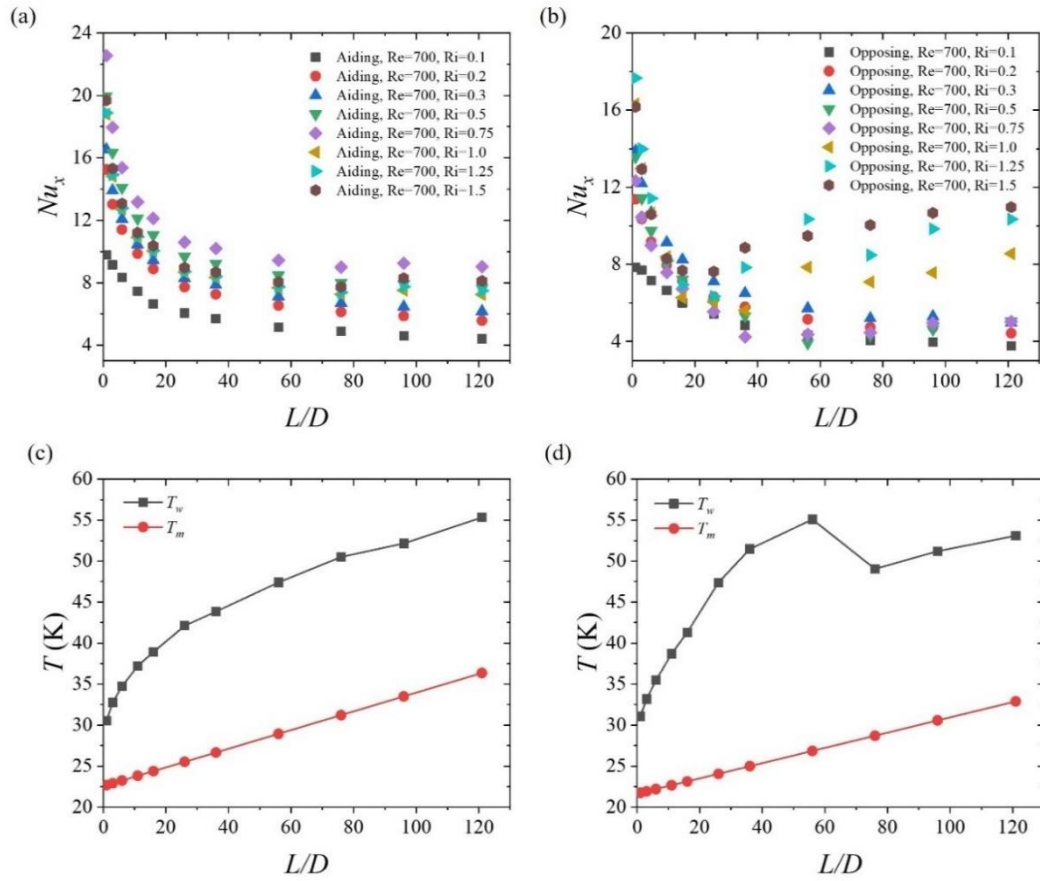 (a)
Nu_x
24
20
16
12
8
4
Aiding, Re=700, Ri=0.1
Aiding, Re=700, Ri=0.2
Aiding, Re=700, Ri=0.3
Aiding, Re=700, Ri=0.5
Aiding, Re=700, Ri=0.75
Aiding, Re=700, Ri=1.0
Aiding, Re=700, Ri=1.25
Aiding, Re=700, Ri=1.5
0 20 40 60 80 100 120
L/D
(b)
Nu_x
20
16
12
8
4
Opposing, Re=700, Ri=0.1
Opposing, Re=700, Ri=0.2
Opposing, Re=700, Ri=0.3
Opposing, Re=700, Ri=0.5
Opposing, Re=700, Ri=0.75
Opposing, Re=700, Ri=1.0
Opposing, Re=700, Ri=1.25
Opposing, Re=700, Ri=1.5
0 20 40 60 80 100 120
L/D
(c)
T (K)
60
55
50
45
40
35
30
25
20
T_w
T_m
0 20 40 60 80 100 120
L/D
(d)
T (K)
60
55
50
45
40
35
30
25
20
T_w
T_m
0 20 40 60 80 100 120
L/D